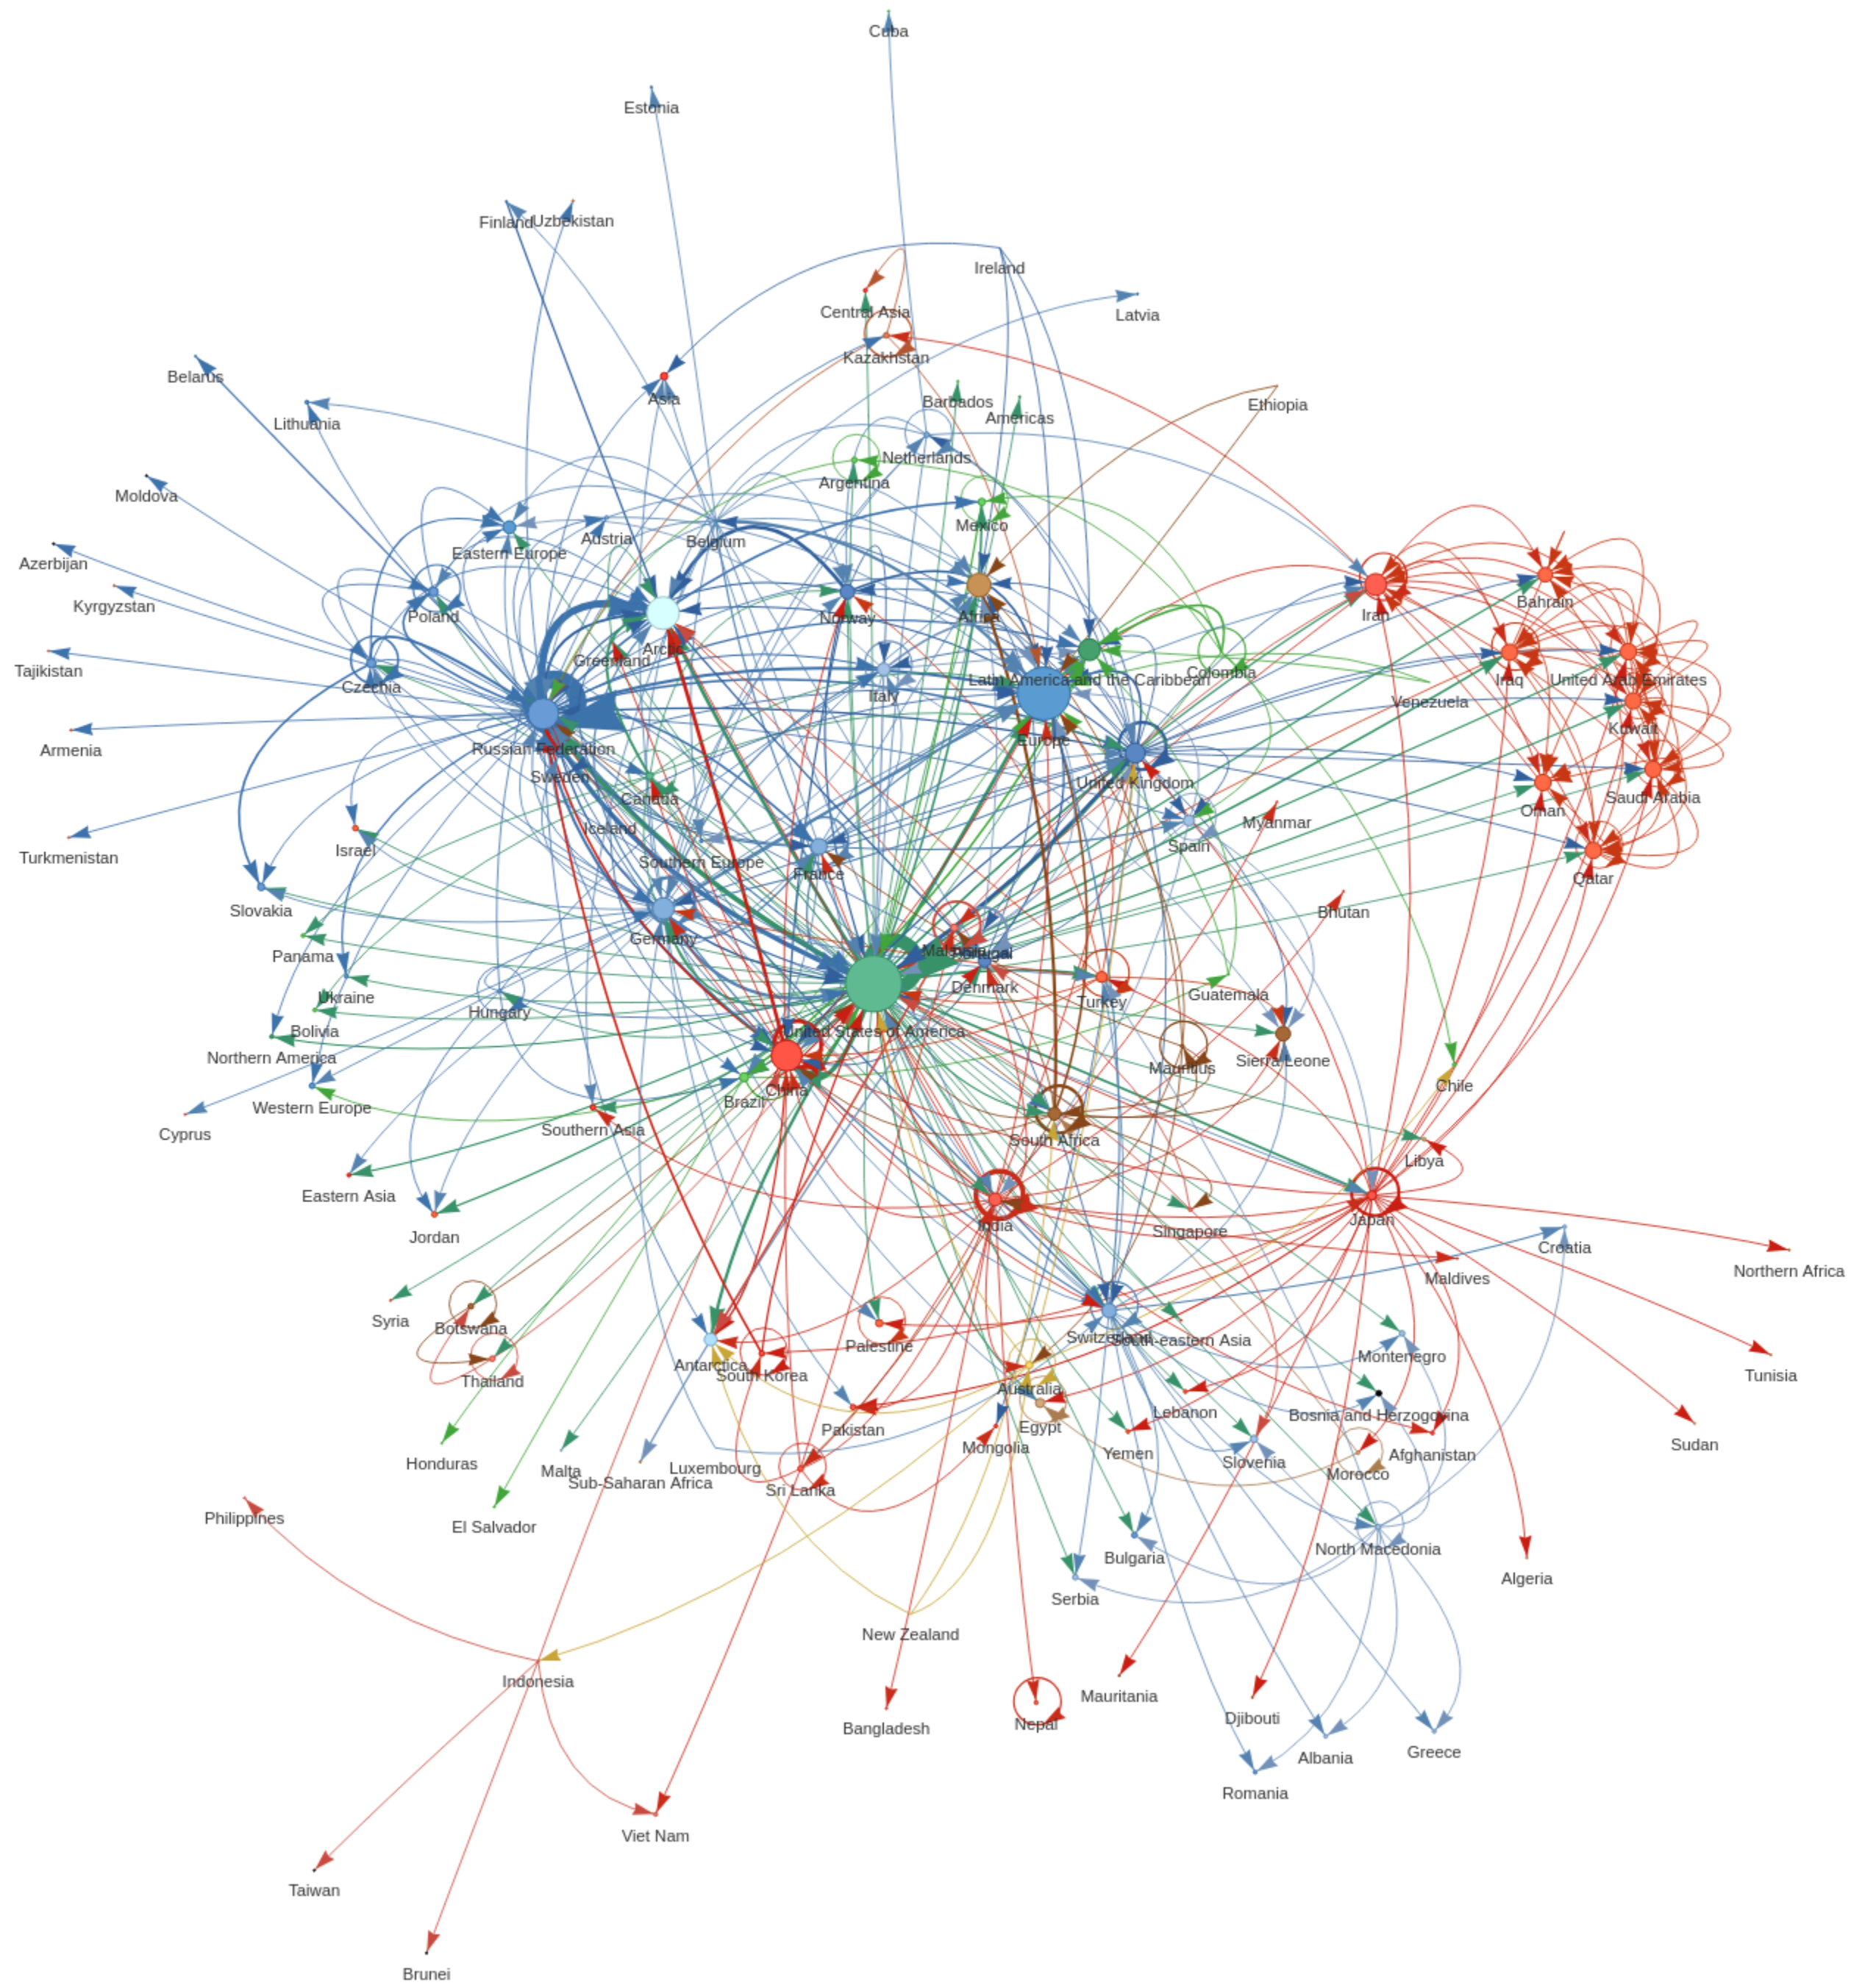 Cuba
Estonia
Finland
Uzbekistan
Ireland
Central Asia
Latvia
Kazakhstan
Belarus
Asia
Barbados
Ethiopia
Americas
Lithuania
Netherlands
Argentina
Moldova
Mexico
Austria
Belgium
Eastern Europe
Azerbijan
Kyrgyzstan
Bahrain
Poland
Norway
Africa
Iran
Arctic
Greenland
Tajikistan
Czechia
Italy
Latin America and the Caribbean
Colombia
Iraq
United Arab Emirates
Venezuela
Kuwait
Armenia
Russian Federation
Europe
Sweden
United Kingdom
Canada
Saudi Arabia
Oman
Myanmar
Iceland
Spain
Israel
Turkmenistan
Southern Europe
France
Qatar
Slovakia
Bhutan
Germany
Malaysia
Portugal
Panama
Denmark
Guatemala
Ukraine
Turkey
Hungary
Bolivia
United States of America
Northern America
Sierra Leone
Mauritius
Chile
China
Brazil
Western Europe
Southern Asia
Cyprus
South Africa
Libya
Eastern Asia
Japan
India
Singapore
Jordan
Croatia
Northern Africa
Maldives
Syria
Botswana
Switzerland
South-eastern Asia
Palestine
Montenegro
Antarctica
South Korea
Tunisia
Thailand
Australia
Lebanon
Bosnia and Herzogovina
Egypt
Pakistan
Sudan
Mongolia
Yemen
Afghanistan
Honduras
Slovenia
Luxembourg
Malta
Morocco
Sub-Saharan Africa
Sri Lanka
Philippines
El Salvador
North Macedonia
Bulgaria
Algeria
Serbia
New Zealand
Indonesia
Mauritania
Djibouti
Nepal
Bangladesh
Greece
Albania
Romania
Viet Nam
Taiwan
Brunei